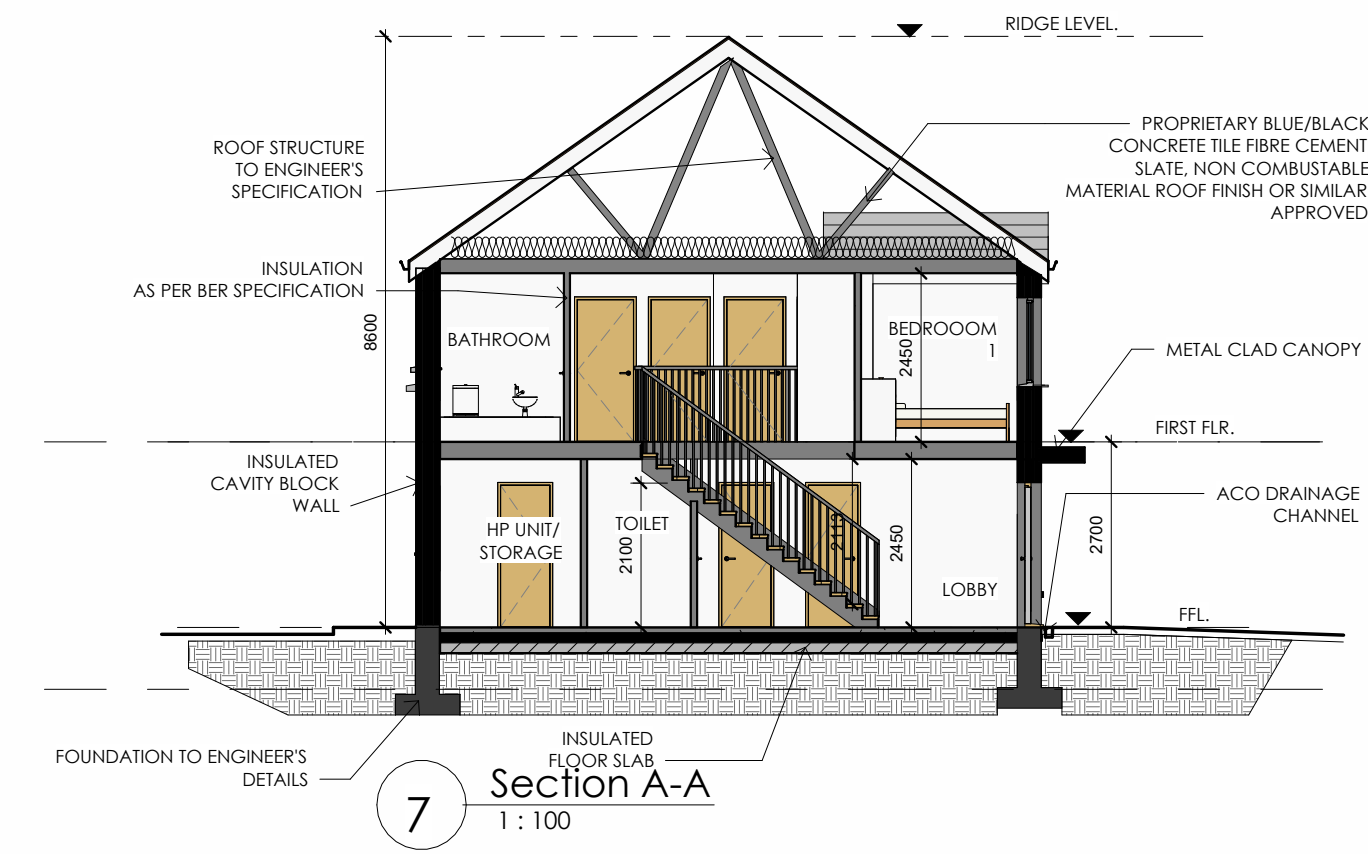 RIDGE LEVEL.
ROOF STRUCTURE
TO ENGINEER'S
SPECIFICATION
PROPRIETARY BLUE/BLACK
CONCRETE TILE FIBRE CEMENT
SLATE, NON COMBUSTABLE
MATERIAL ROOF FINISH OR SIMILAR
APPROVED
INSULATION
AS PER BER SPECIFICATION
8600
BATHROOM
BEDROOOM
1
2450
METAL CLAD CANOPY
FIRST FLR.
INSULATED
CAVITY BLOCK
WALL
ACO DRAINAGE
CHANNEL
HP UNIT/
STORAGE
TOILET
2100
2450
2700
LOBBY
FFL.
FOUNDATION TO ENGINEER'S
DETAILS
INSULATED
FLOOR SLAB
7
Section A-A
1 : 100